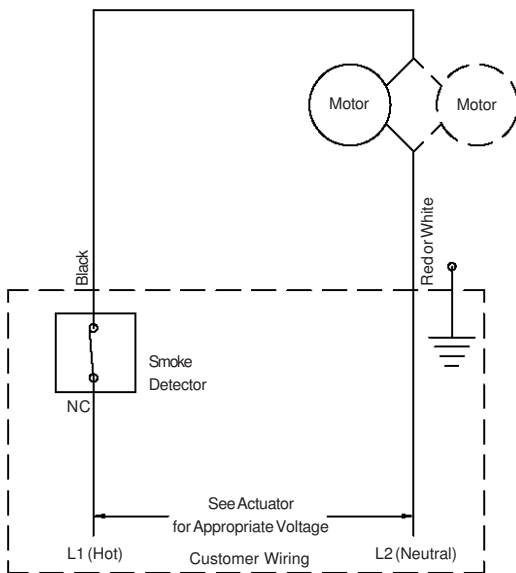 Motor
Motor
Black
Red or White
Smoke
Detector
NC
See Actuator
for Appropriate Voltage
L1 (Hot)
L2 (Neutral)
Customer Wiring